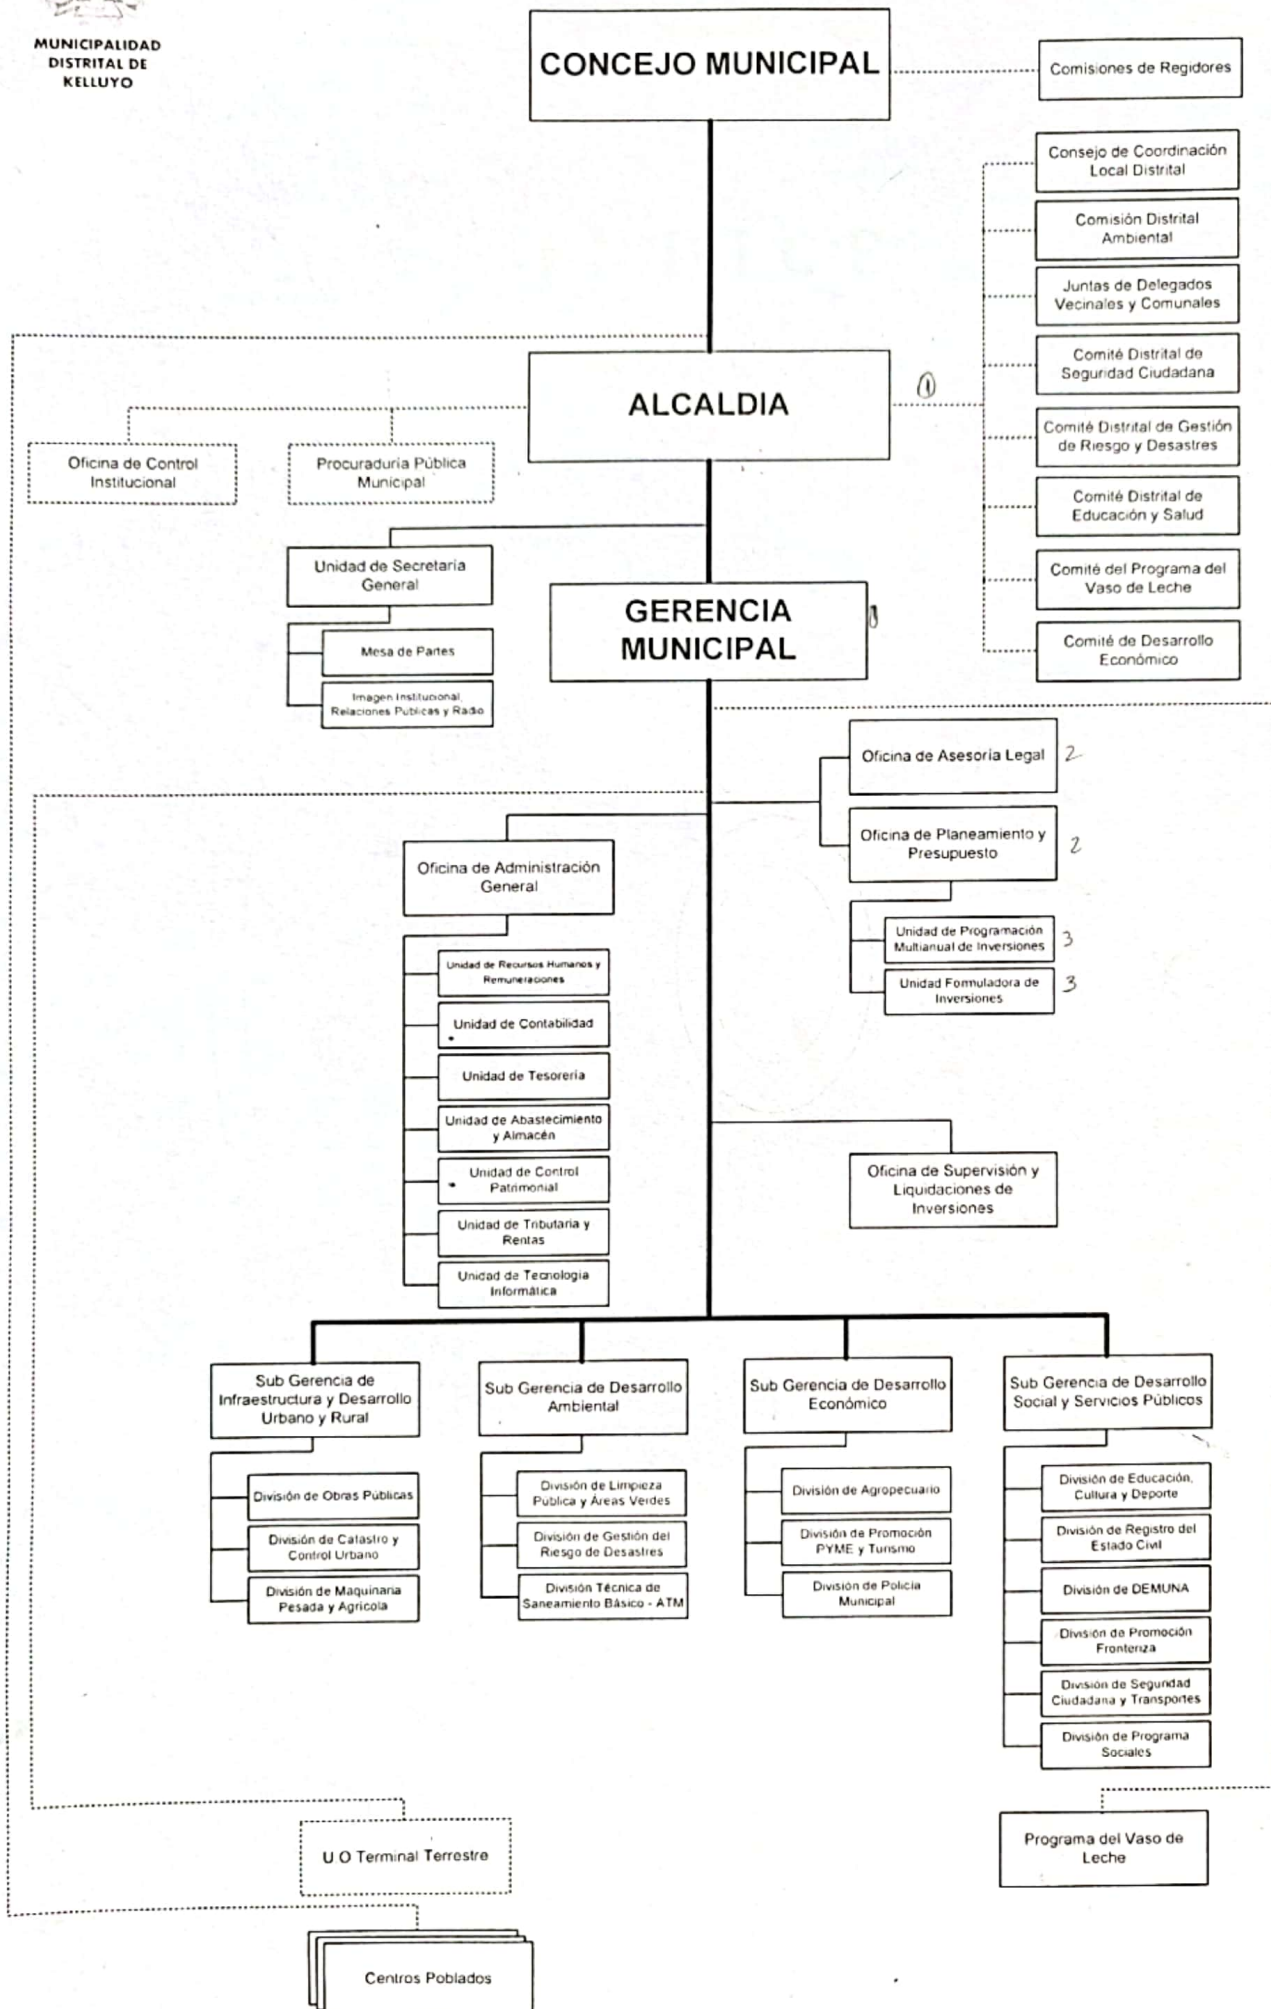 MUNICIPALIDAD
DISTRITAL DE
KELLUYO
CONCEJO MUNICIPAL
Comisiones de Regidores
Consejo de Coordinación
Local Distrital
Comisión Distrital
Ambiental
Juntas de Delegados
Vecinales y Comunales
Comité Distrital de
Seguridad Ciudadana
Comité Distrital de Gestión
de Riesgo y Desastres
Comité Distrital de
Educación y Salud
Comité del Programa del
Vaso de Leche
Comité de Desarrollo
Económico
ALCALDIA
1
Oficina de Control
Institucional
Procuraduría Pública
Municipal
Unidad de Secretaría
General
Mesa de Partes
Imagen Institucional,
Relaciones Públicas y Radio
GERENCIA
MUNICIPAL
Oficina de Asesoría Legal
2
Oficina de Planeamiento y
Presupuesto
2
Unidad de Programación
Multianual de Inversiones
3
Unidad Formuladora de
Inversiones
3
Oficina de Administración
General
Unidad de Recursos Humanos y
Remuneraciones
Unidad de Contabilidad
Unidad de Tesorería
Unidad de Abastecimiento
y Almacén
Unidad de Control
Patrimonial
Unidad de Tributaria y
Rentas
Unidad de Tecnología
Informática
Oficina de Supervisión y
Liquidaciones de
Inversiones
Sub Gerencia de
Infraestructura y Desarrollo
Urbano y Rural
División de Obras Públicas
División de Catastro y
Control Urbano
División de Maquinaria
Pesada y Agrícola
Sub Gerencia de Desarrollo
Ambiental
División de Limpieza
Pública y Áreas Verdes
División de Gestión del
Riesgo de Desastres
División Técnica de
Saneamiento Básico - ATM
Sub Gerencia de Desarrollo
Económico
División de Agropecuario
División de Promoción
PYME y Turismo
División de Policía
Municipal
Sub Gerencia de Desarrollo
Social y Servicios Públicos
División de Educación,
Cultura y Deporte
División de Registro del
Estado Civil
División de DEMUNA
División de Promoción
Fronteriza
División de Seguridad
Ciudadana y Transportes
División de Programa
Sociales
U O Terminal Terrestre
Programa del Vaso de
Leche
Centros Poblados